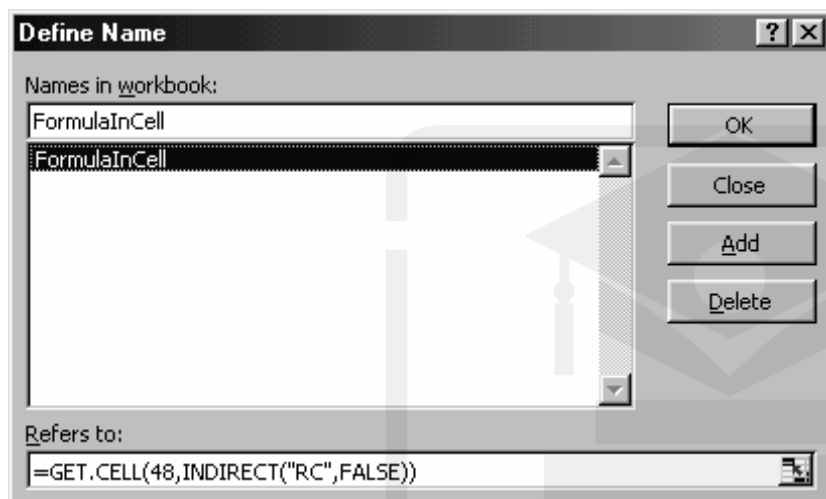 Define Name
Names in workbook:
FormulaInCell
OK
FormulaInCell
Close
Add
Delete
Refers to:
=GET.CELL(48,INDIRECT("RC",FALSE))